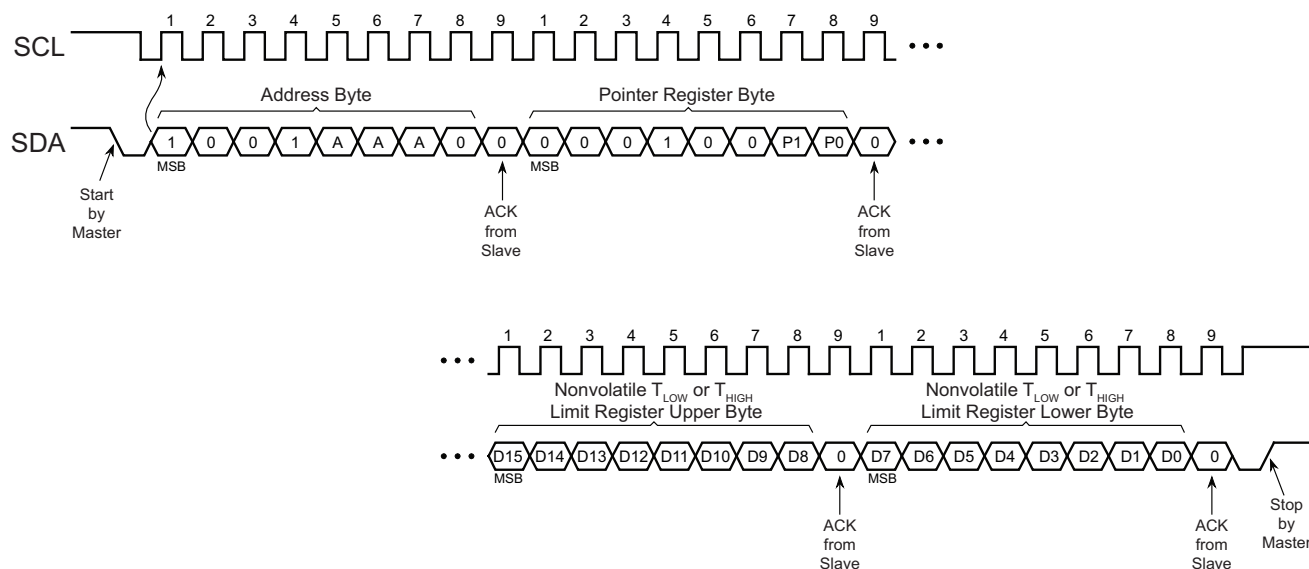 1 2 3 4 5 6 7 8 9 1 2 3 4 5 6 7 8 9
SCL
Address Byte
Pointer Register Byte
SDA
1 0 0 1 A A A 0 0 0 0 0 1 0 0 P1 P0 0
MSB
MSB
Start
by
Master
ACK
from
Slave
ACK
from
Slave
1 2 3 4 5 6 7 8 9 1 2 3 4 5 6 7 8 9
Nonvolatile TLOW or THIGH
Limit Register Upper Byte
Nonvolatile TLOW or THIGH
Limit Register Lower Byte
D15 D14 D13 D12 D11 D10 D9 D8 0 D7 D6 D5 D4 D3 D2 D1 D0 0
MSB
MSB
ACK
from
Slave
ACK
from
Slave
Stop
by
Master